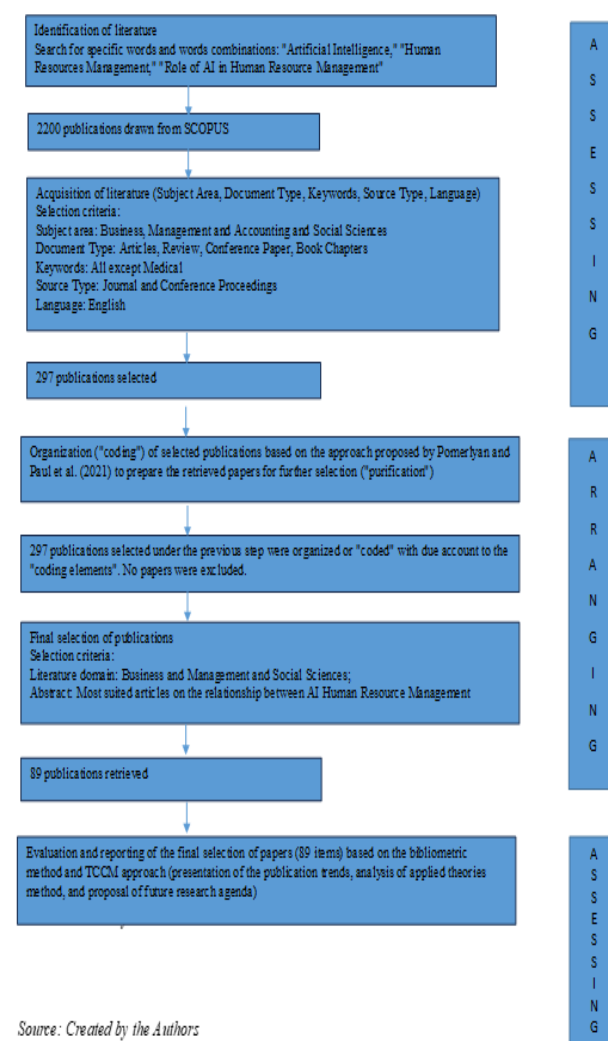 Identification of literature
Search for specific words and words combinations: "Artificial Intelligence," "Human
Resources Management," "Role of AI in Human Resource Management"
2200 publications drawn from SCOPUS
Acquisition of literature (Subject Area, Document Type, Keywords, Source Type, Language)
Selection criteria:
Subject area: Business, Management and Accounting and Social Sciences
Document Type: Articles, Review, Conference Paper, Book Chapters
Keywords: All except Medical
Source Type: Journal and Conference Proceedings
Language: English
297 publications selected
A
S
S
E
S
S
I
N
G
Organization ("coding") of selected publications based on the approach proposed by Pomerlyan and
Paul et al. (2021) to prepare the retrieved papers for further selection ("purification")
297 publications selected under the previous step were organized or "coded" with due account to the
"coding elements". No papers were excluded.
Final selection of publications
Selection criteria:
Literature domain: Business and Management and Social Sciences;
Abstract: Most suited articles on the relationship between AI Human Resource Management
89 publications retrieved
A
R
R
A
N
G
I
N
G
Evaluation and reporting of the final selection of papers (89 items) based on the bibliometric
method and TCCM approach (presentation of the publication trends, analysis of applied theories
method, and proposal of future research agenda)
A
S
S
E
S
S
I
N
G
Source: Created by the Authors